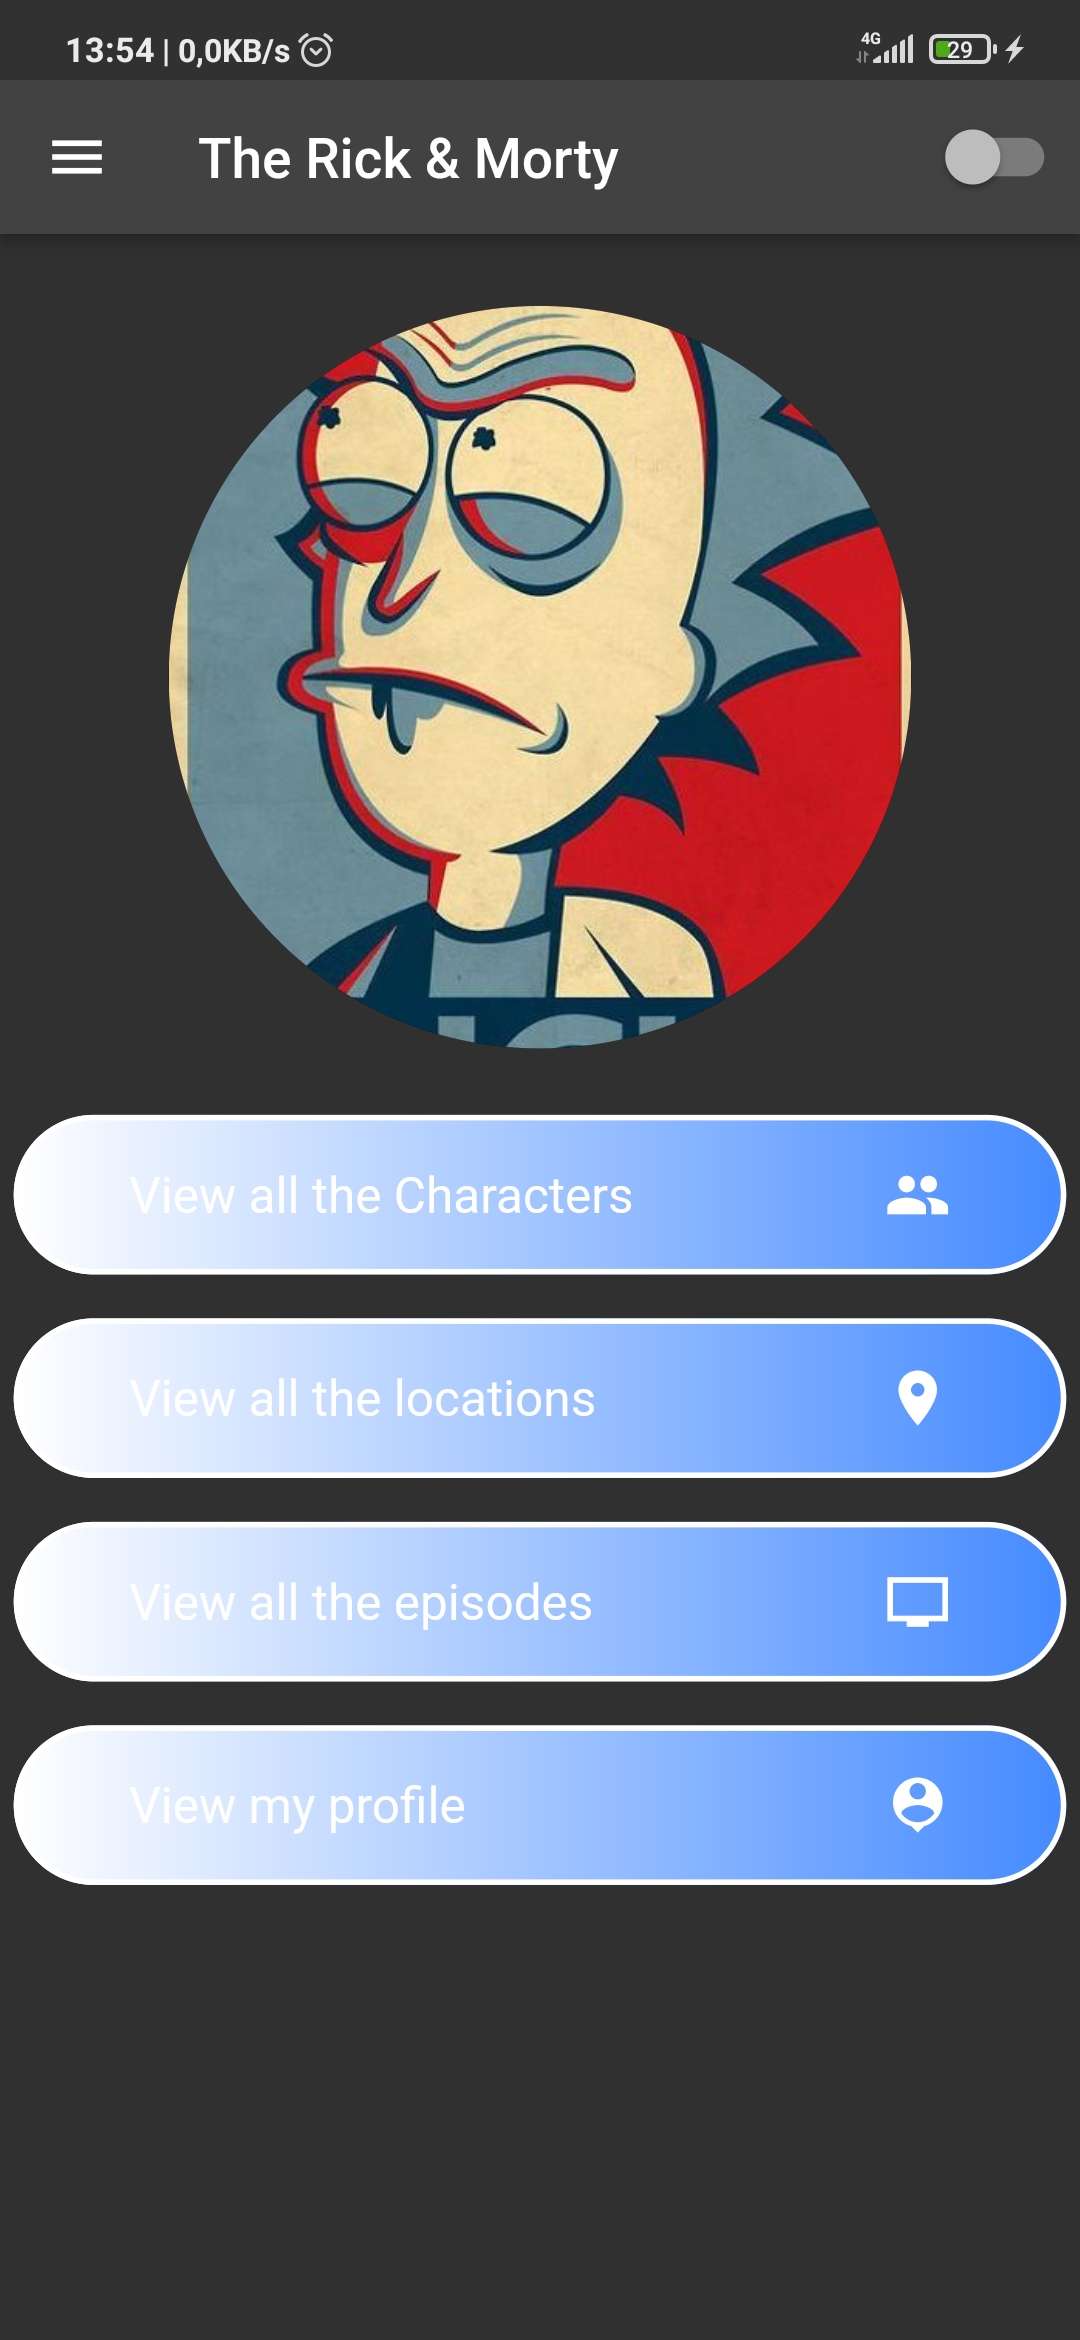 13:54 | 0,0KB/s
4G
29
The Rick & Morty
View all the Characters
View all the locations
View all the episodes
View my profile